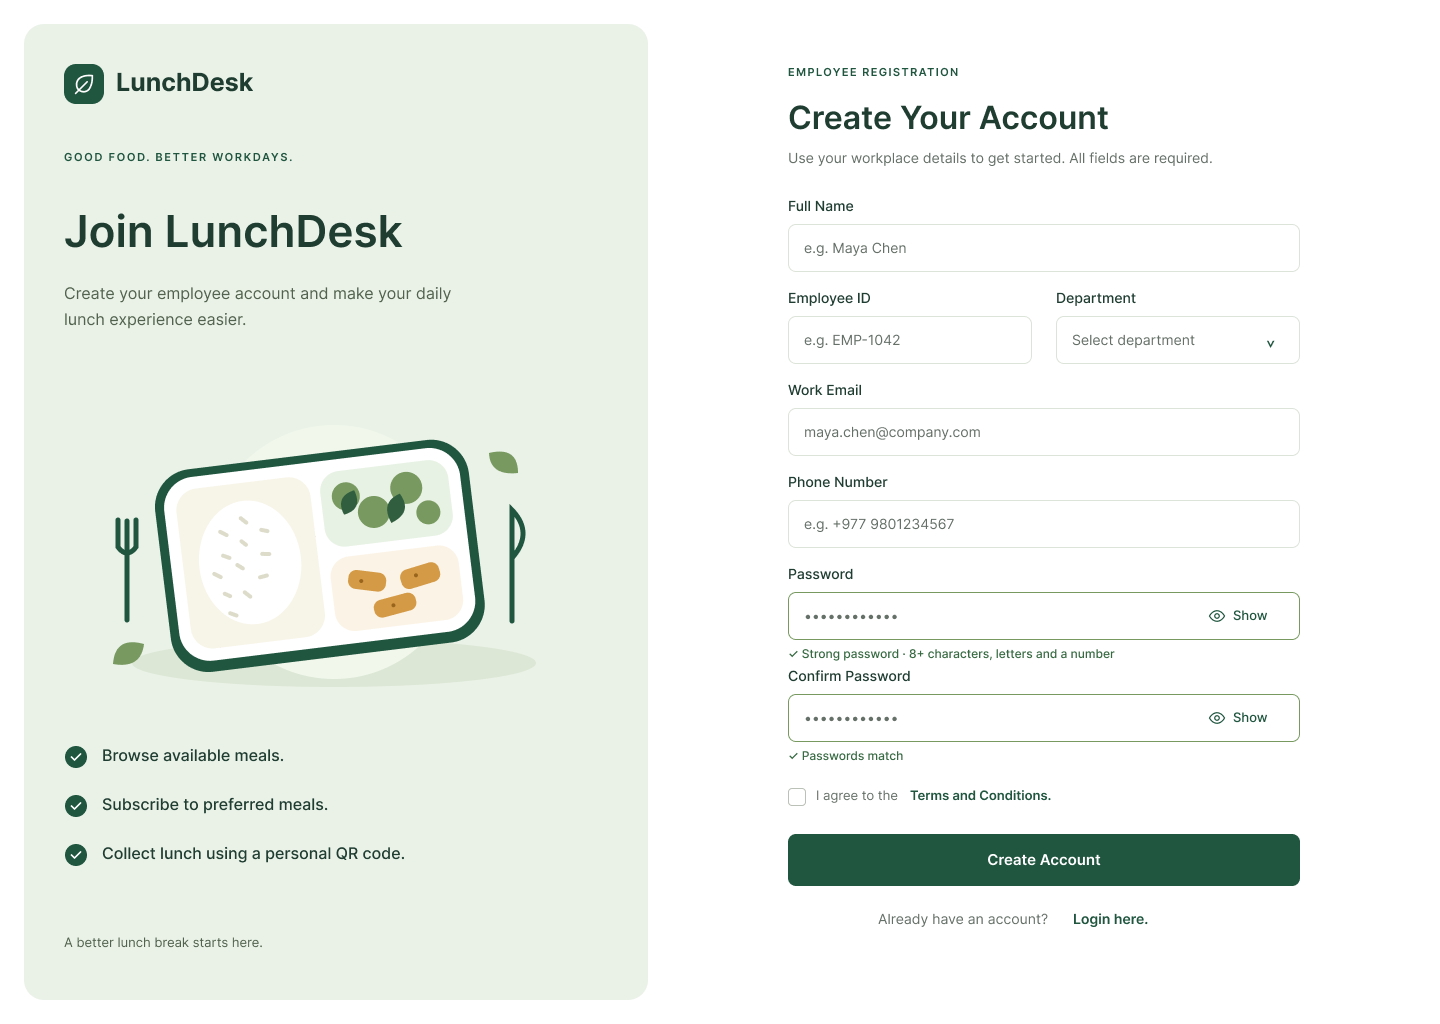 LunchDesk
GOOD FOOD. BETTER WORKDAYS.
Join LunchDesk
Create your employee account and make your daily
lunch experience easier.
Browse available meals.
Subscribe to preferred meals.
Collect lunch using a personal QR code.
A better lunch break starts here.
EMPLOYEE REGISTRATION
Create Your Account
Use your workplace details to get started. All fields are required.
Full Name
e.g. Maya Chen
Employee ID
Department
e.g. EMP-1042
Select department
Work Email
maya.chen@company.com
Phone Number
e.g. +977 9801234567
Password
•••••••••••• Show
✓ Strong password · 8+ characters, letters and a number
Confirm Password
•••••••••••• Show
✓ Passwords match
I agree to the Terms and Conditions.
Create Account
Already have an account? Login here.